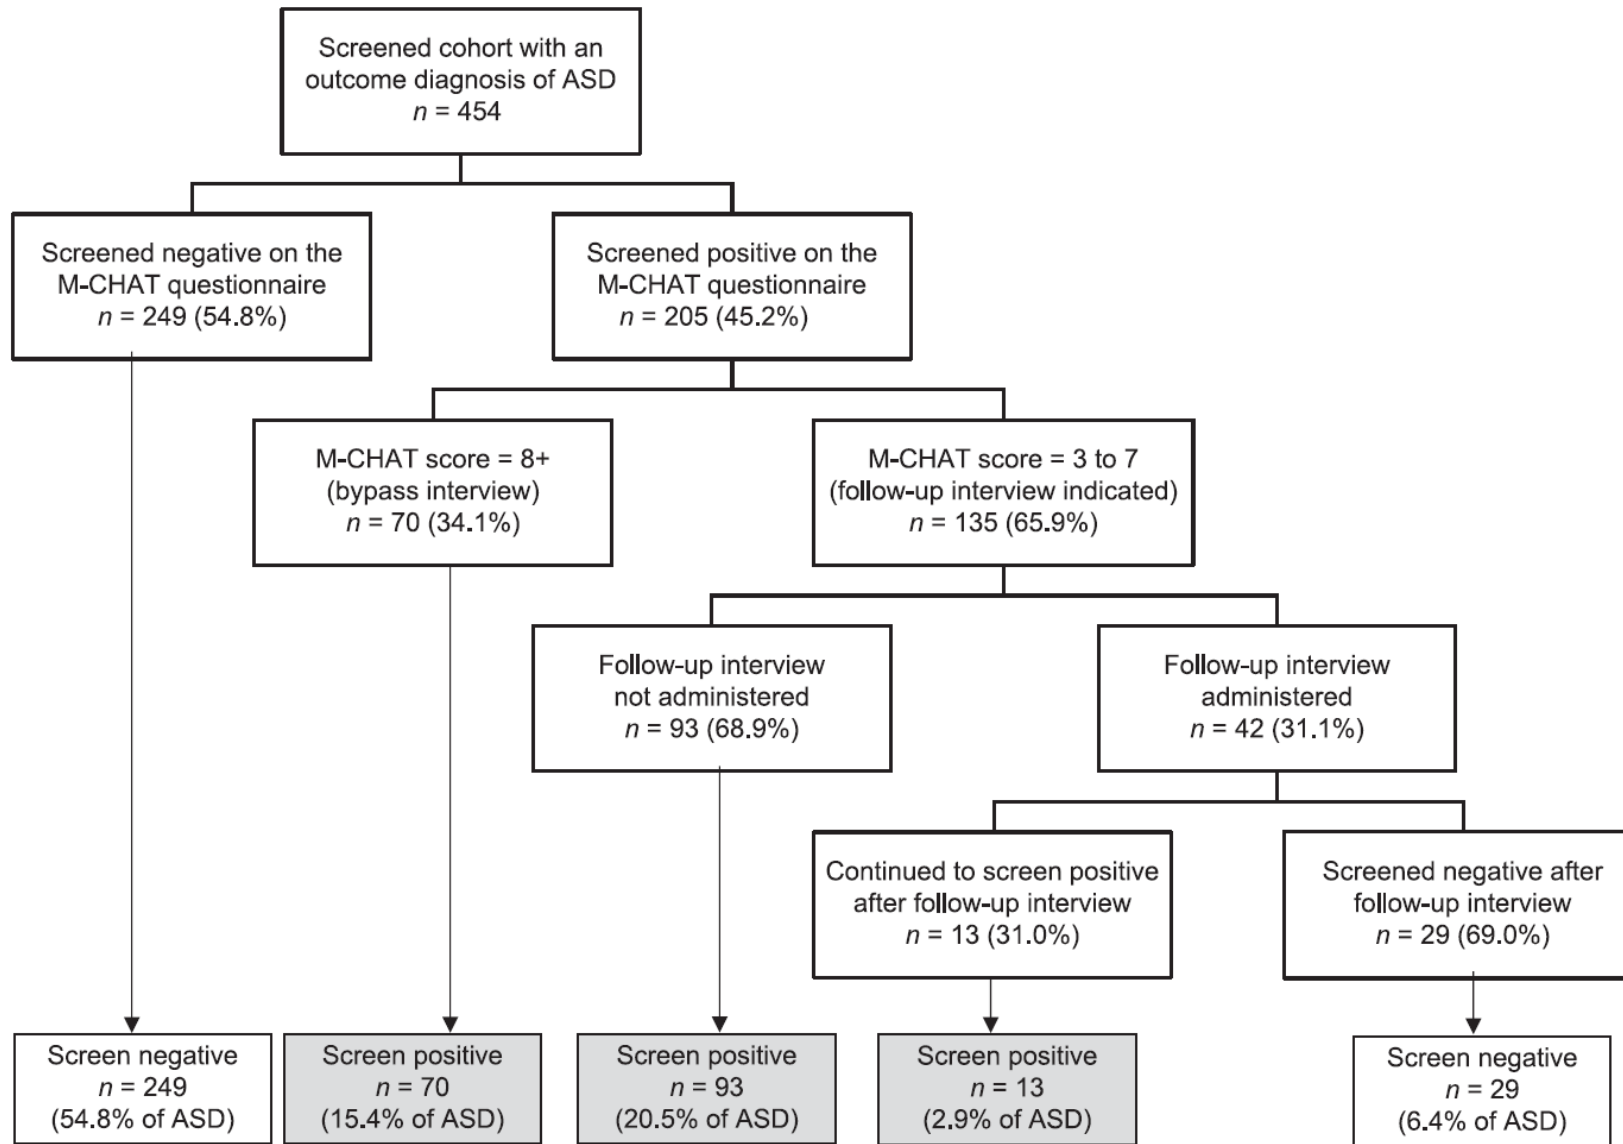 Screened cohort with an
outcome diagnosis of ASD
n = 454
Screened negative on the
M-CHAT questionnaire
n = 249 (54.8%)
Screened positive on the
M-CHAT questionnaire
n = 205 (45.2%)
M-CHAT score = 8+
(bypass interview)
n = 70 (34.1%)
M-CHAT score = 3 to 7
(follow-up interview indicated)
n = 135 (65.9%)
Follow-up interview
not administered
n = 93 (68.9%)
Follow-up interview
administered
n = 42 (31.1%)
Continued to screen positive
after follow-up interview
n = 13 (31.0%)
Screened negative after
follow-up interview
n = 29 (69.0%)
Screen negative
n = 249
(54.8% of ASD)
Screen positive
n = 70
(15.4% of ASD)
Screen positive
n = 93
(20.5% of ASD)
Screen positive
n = 13
(2.9% of ASD)
Screen negative
n = 29
(6.4% of ASD)